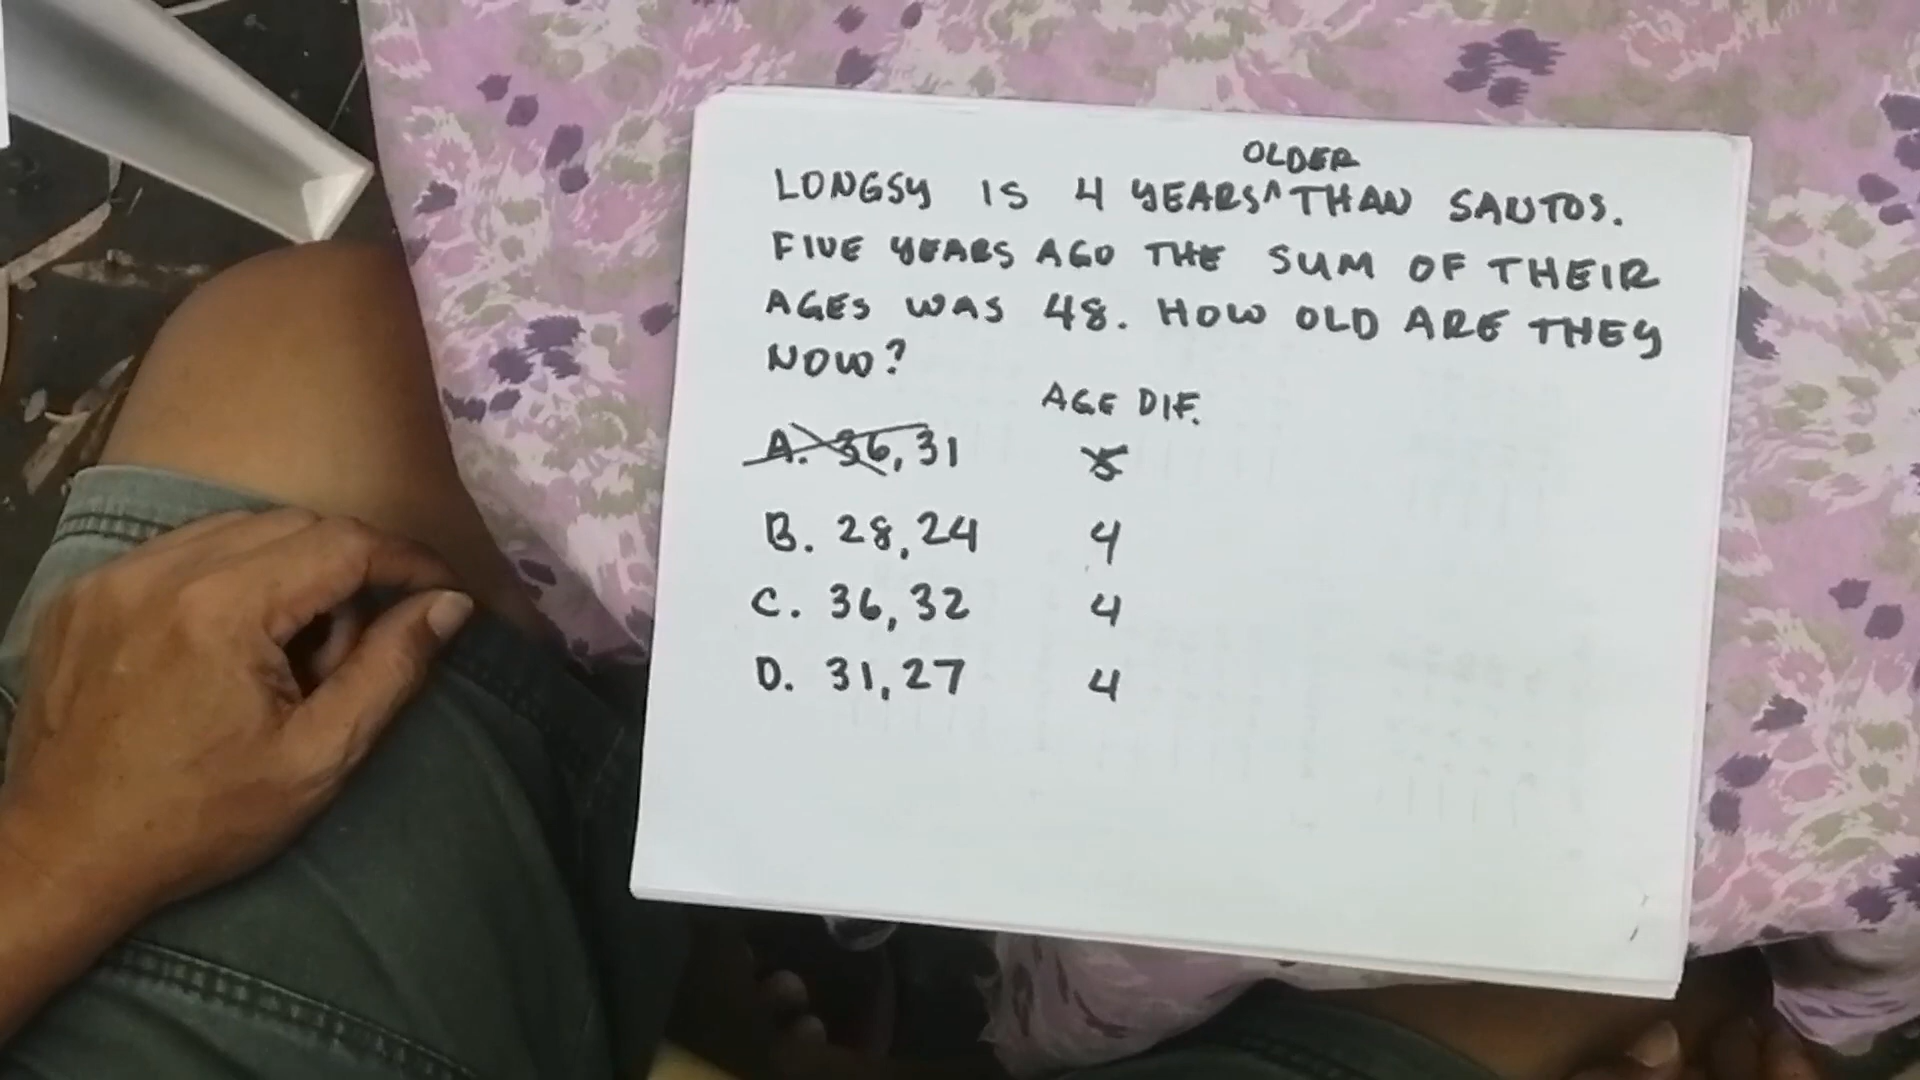 OLDER
LONGSY IS 4 YEARS^THAN SANTOS.
FIVE YEARS AGO THE SUM OF THEIR
AGES WAS 48. HOW OLD ARE THEY
NOW?
AGE DIF.
A. 36, 31 5
B. 28, 24 4
C. 36, 32 4
D. 31, 27 4